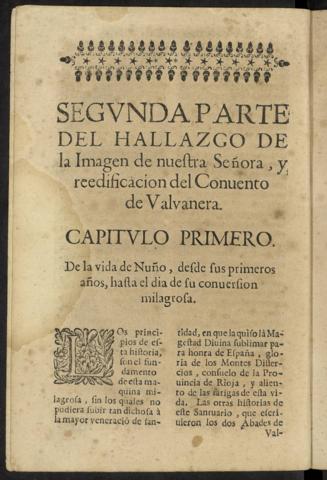 SEGVNDA PARTE
DEL HALLAZGO DE
la Imagen de nuestra Señora, y
reedificacion del Conuento
de Valvanera.
CAPITVLO PRIMERO.
De la vida de Nuño, desde sus primeros
años, hasta el dia de su conuersion
milagrosa.
LOs princi-
pios de es-
ta historia,
son el fun-
damento
de esta ma-
quina mi-
lagrosa, sin los quales no
pudiera subir tan dichosa à
la mayor veneració de san-
tidad, en que la quiso la Ma-
gestad Diuina sublimar pa-
ra honra de España, glo-
ria de los Montes Distér-
cios, consuelo de la Pro-
uincia de Rioja, y alien-
to de las fatigas de esta vi-
da. Las otras historias de
este Santuario, que escri-
uieron los dos Abades de
Val-